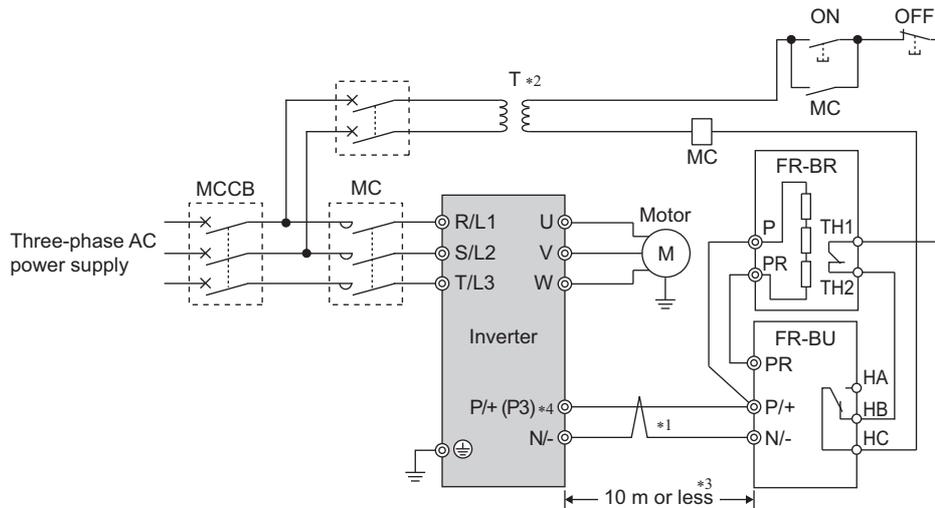 ON OFF
T *2
MC
MC
FR-BR
MCCB MC
R/L1 U Motor P TH1
Three-phase AC
power supply
S/L2 V M
PR
T/L3 W TH2
Inverter FR-BU
PR
HA
P/+ (P3) *4 P/+ HB
*1
N/- N/- HC
*3
10 m or less